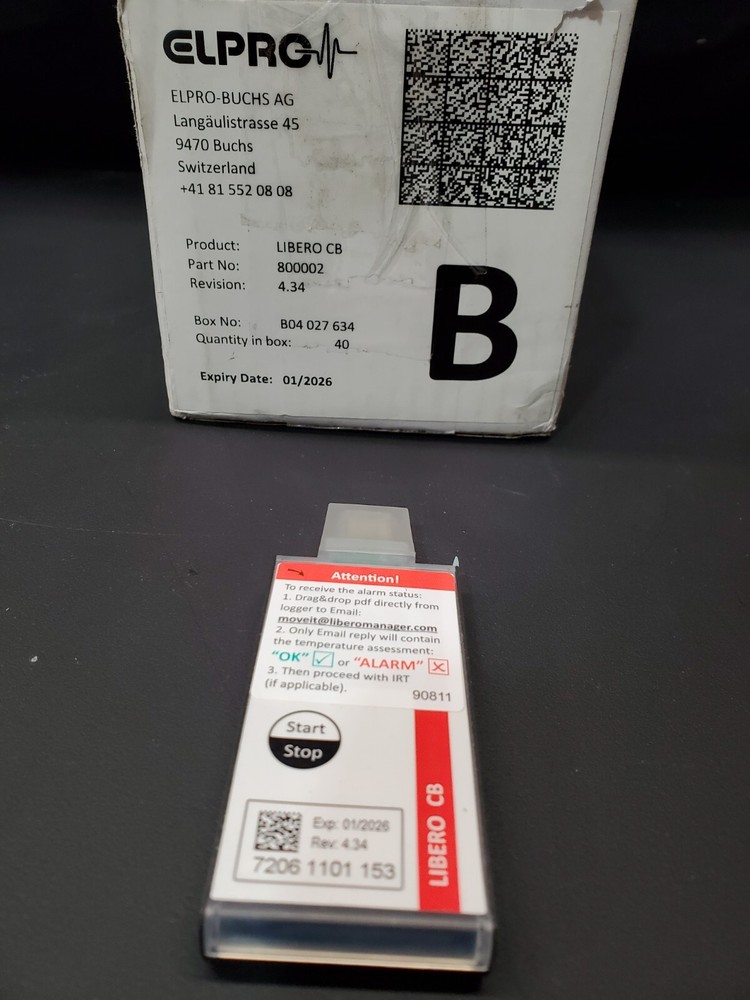 ELPRO
ELPRO-BUCHS AG
Langäulistrasse 45
9470 Buchs
Switzerland
+41 81 552 08 08
Product: LIBERO CB
Part No: 800002
Revision: 4.34
Box No: B04 027 634
Quantity in box: 40
Expiry Date: 01/2026
B
Attention!
To receive the alarm status:
1. Drag&drop pdf directly from
logger to Email:
moveit@liberomanager.com
2. Only Email reply will contain
the temperature assessment:
"OK" or "ALARM"
3. Then proceed with IRT
(if applicable).
90811
Start
Stop
LIBERO CB
Exp: 01/2026
Rev: 4.34
7206 1101 153